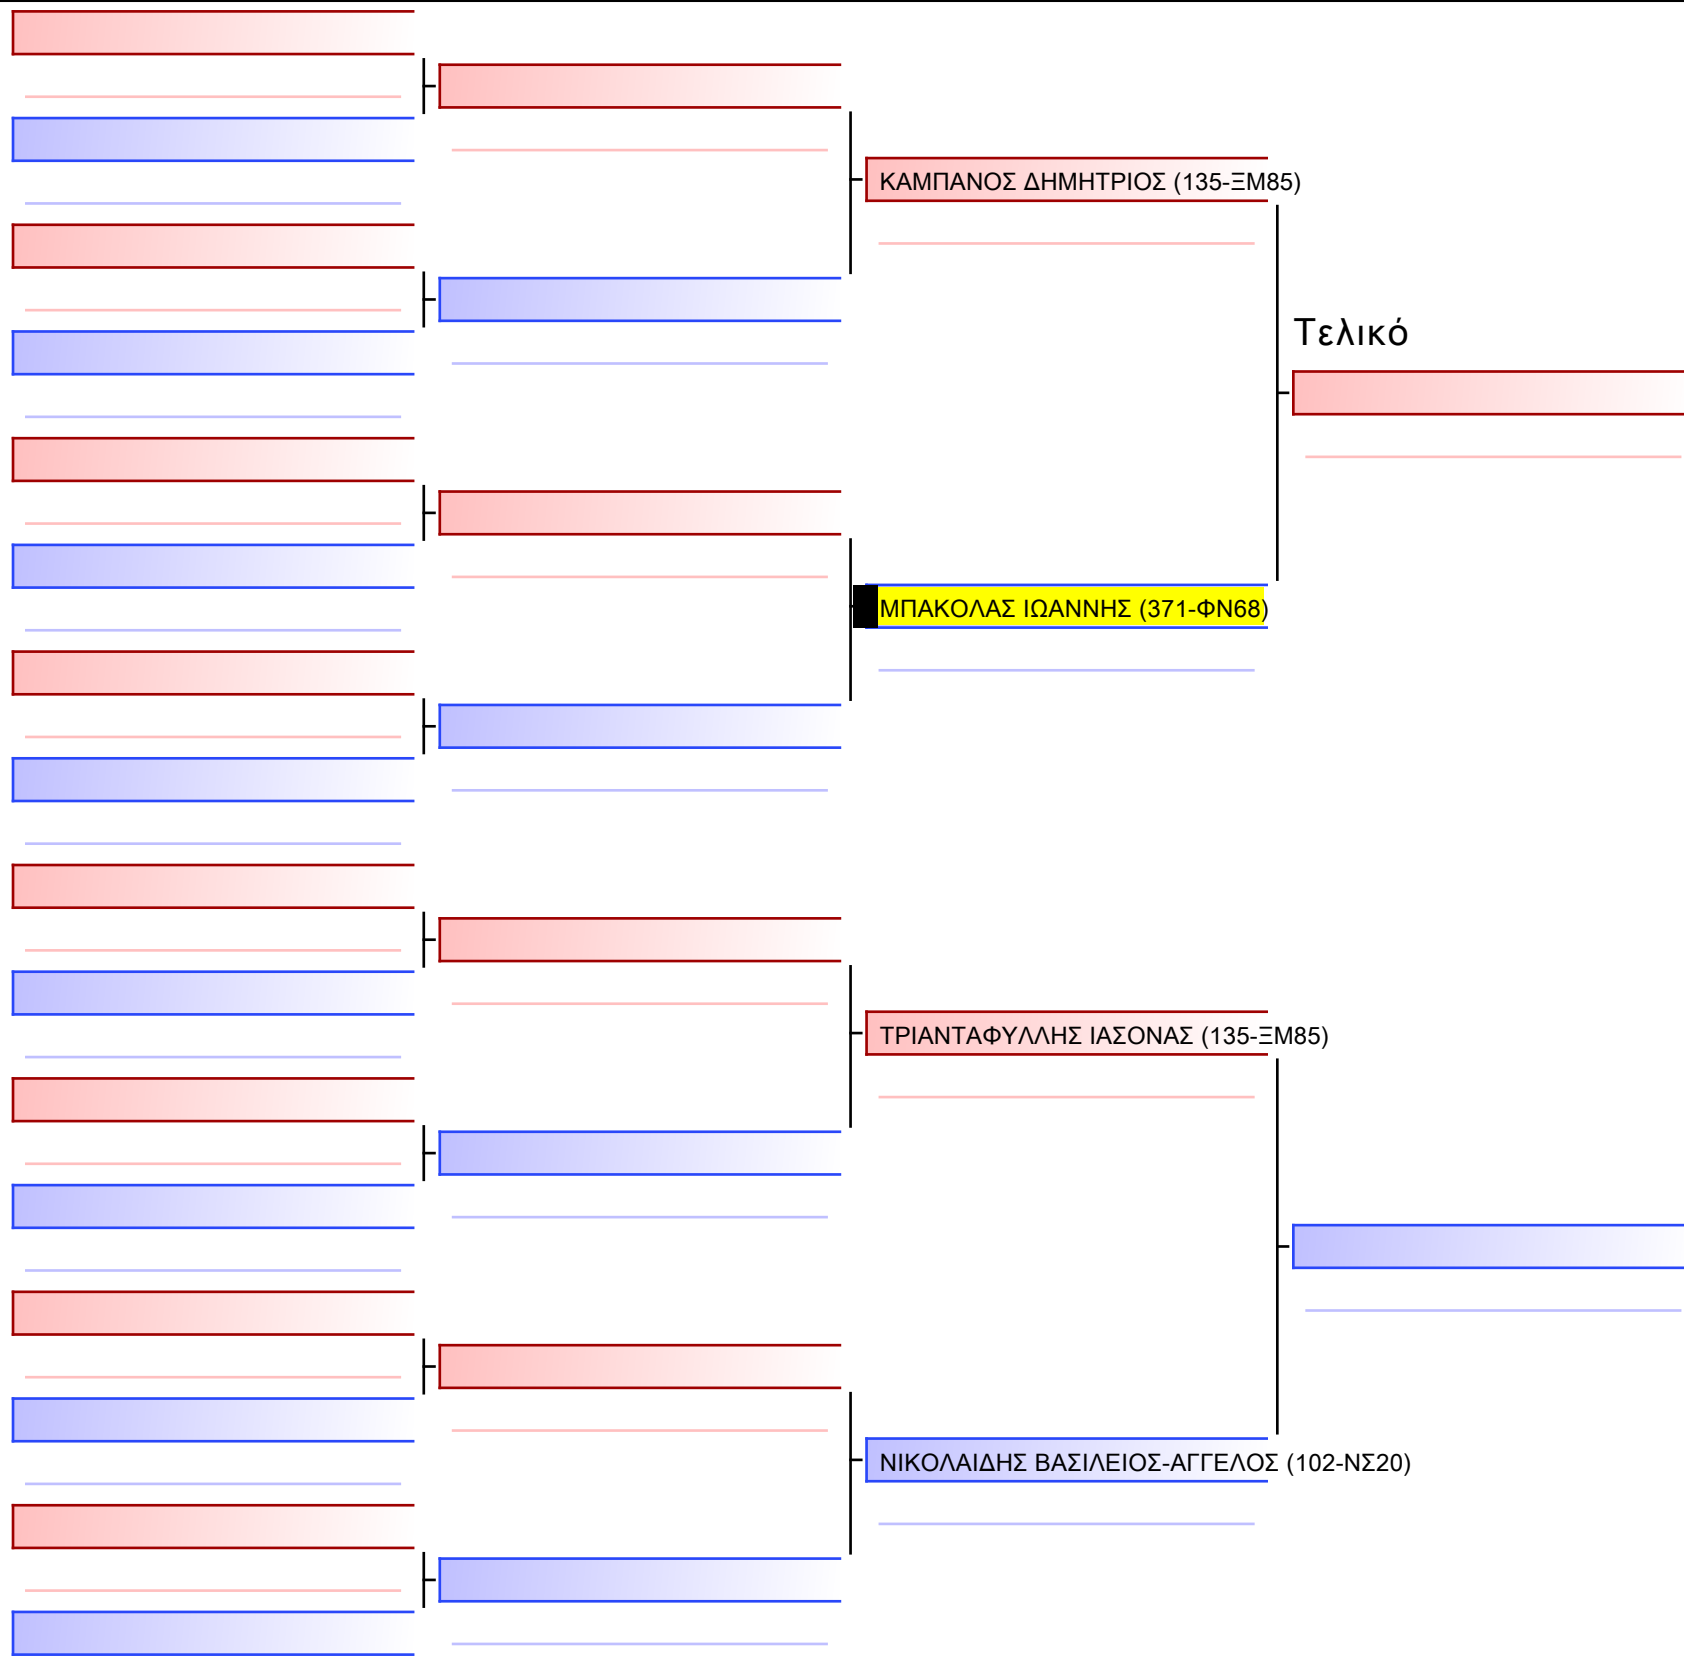 ΚΑΜΠΑΝΟΣ ΔΗΜΗΤΡΙΟΣ (135-ΞΜ85)
Τελικό
ΜΠΑΚΟΛΑΣ ΙΩΑΝΝΗΣ (371-ΦΝ68)
ΤΡΙΑΝΤΑΦΥΛΛΗΣ ΙΑΣΟΝΑΣ (135-ΞΜ85)
ΝΙΚΟΛΑΙΔΗΣ ΒΑΣΙΛΕΙΟΣ-ΑΓΓΕΛΟΣ (102-ΝΣ20)